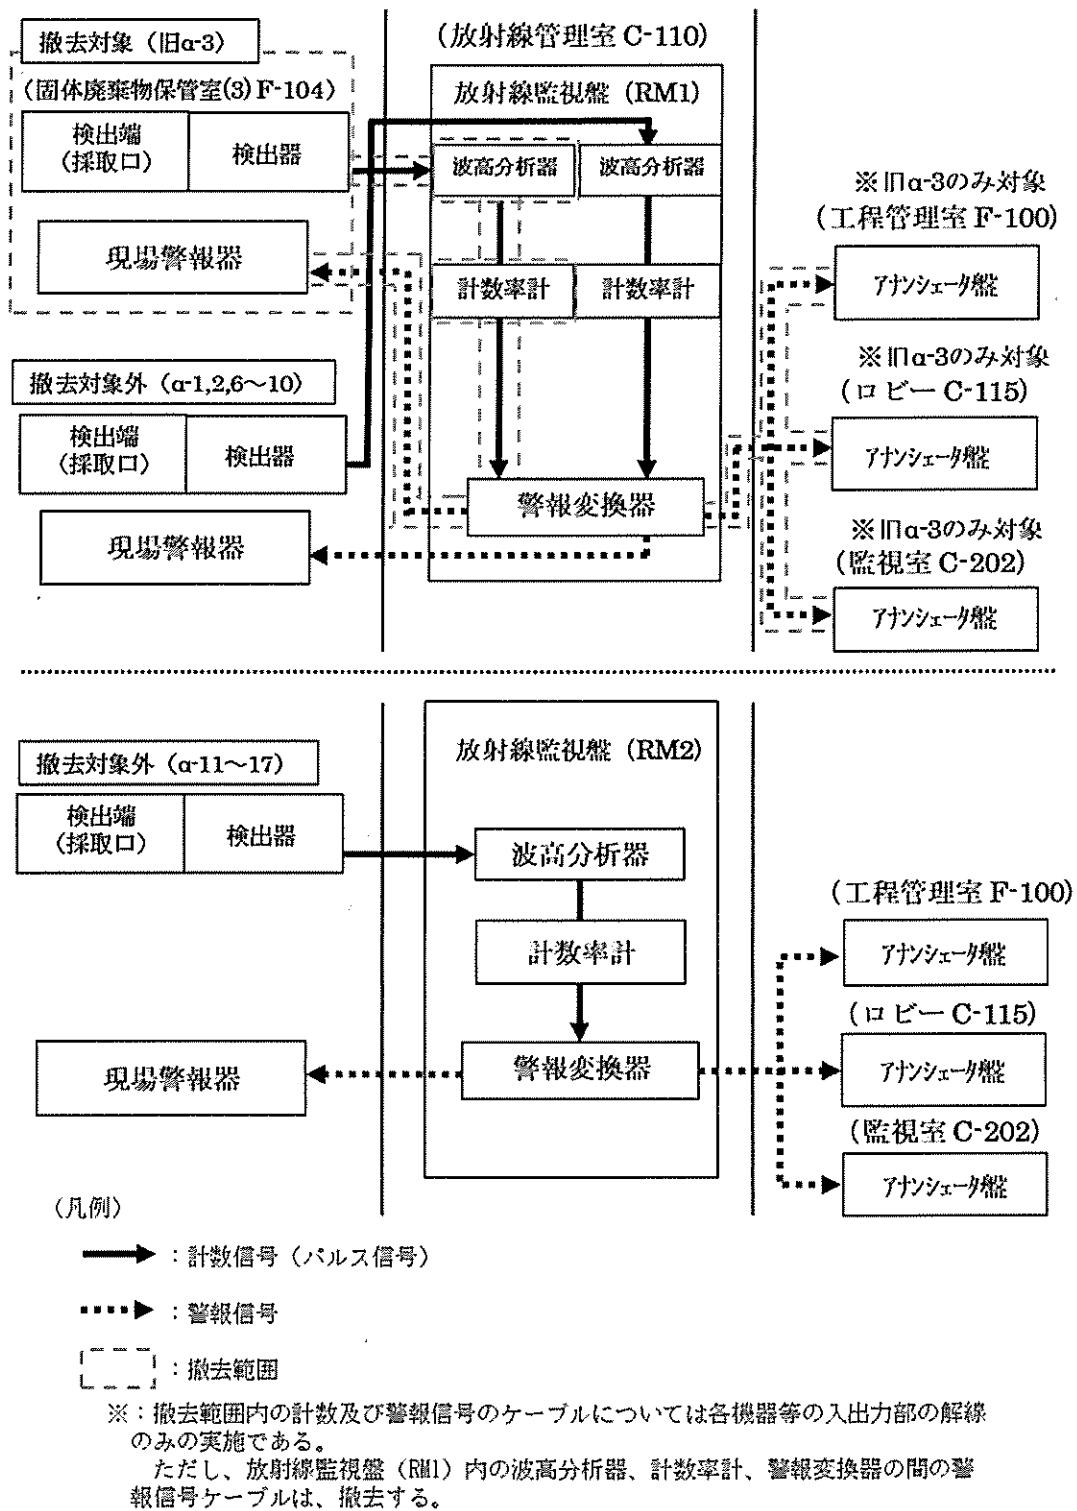 撤去対象（旧α-3）
（固体廃棄物保管室(3) F-104）
検出端
（採取口）
検出器
現場警報器
撤去対象外（α-1,2,6～10）
検出端
（採取口）
検出器
現場警報器
（放射線管理室 C-110）
放射線監視盤（RM1）
波高分析器
波高分析器
計数率計
計数率計
警報変換器
※旧α-3のみ対象
（工程管理室 F-100）
アナンシェータ盤
※旧α-3のみ対象
（ロビー C-115）
アナンシェータ盤
※旧α-3のみ対象
（監視室 C-202）
アナンシェータ盤
撤去対象外（α-11～17）
検出端
（採取口）
検出器
現場警報器
放射線監視盤（RM2）
波高分析器
計数率計
警報変換器
（工程管理室 F-100）
アナンシェータ盤
（ロビー C-115）
アナンシェータ盤
（監視室 C-202）
アナンシェータ盤
（凡例）
：計数信号（パルス信号）
：警報信号
：撤去範囲
※：撤去範囲内の計数及び警報信号のケーブルについては各機器等の入出力部の解線
のみの実施である。
ただし、放射線監視盤（RM1）内の波高分析器、計数率計、警報変換器の間の警
報信号ケーブルは、撤去する。